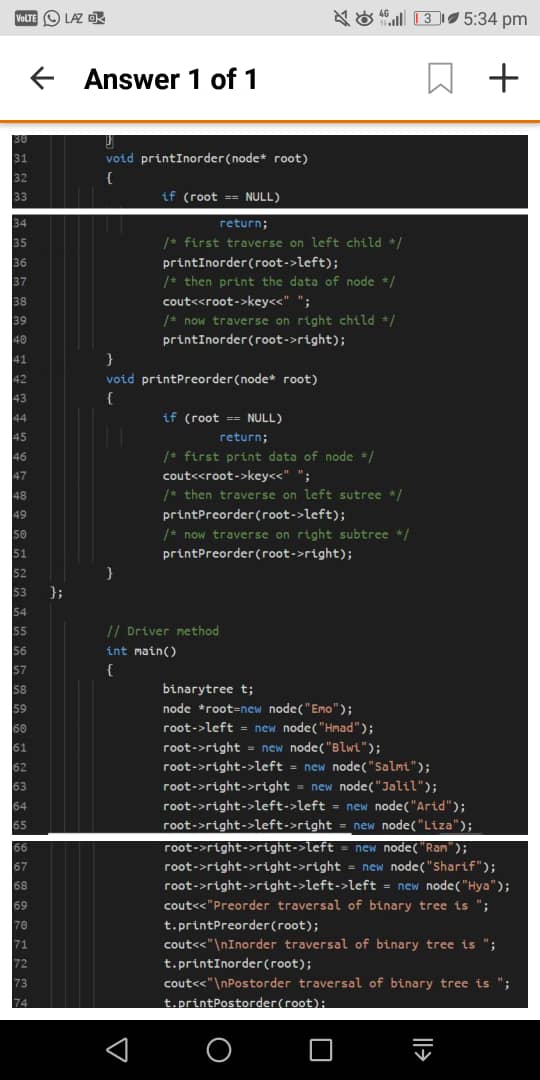 VoLTE LAZ 4G 3 5:34 pm
Answer 1 of 1
30 }
31 void printInorder(node* root)
32 {
33 if (root == NULL)
34 return;
35 /* first traverse on left child */
36 printInorder(root->left);
37 /* then print the data of node */
38 cout<<root->key<<" ";
39 /* now traverse on right child */
40 printInorder(root->right);
41 }
42 void printPreorder(node* root)
43 {
44 if (root == NULL)
45 return;
46 /* first print data of node */
47 cout<<root->key<<" ";
48 /* then traverse on left sutree */
49 printPreorder(root->left);
50 /* now traverse on right subtree */
51 printPreorder(root->right);
52 }
53 };
54
55 // Driver method
56 int main()
57 {
58 binarytree t;
59 node *root=new node("Emo");
60 root->left = new node("Hmad");
61 root->right = new node("Blwi");
62 root->right->left = new node("Salmi");
63 root->right->right = new node("Jalil");
64 root->right->left->left = new node("Arid");
65 root->right->left->right = new node("Liza");
66 root->right->right->left = new node("Ram");
67 root->right->right->right = new node("Sharif");
68 root->right->right->left->left = new node("Hya");
69 cout<<"Preorder traversal of binary tree is ";
70 t.printPreorder(root);
71 cout<<"\nInorder traversal of binary tree is ";
72 t.printInorder(root);
73 cout<<"\nPostorder traversal of binary tree is ";
74 t.printPostorder(root);